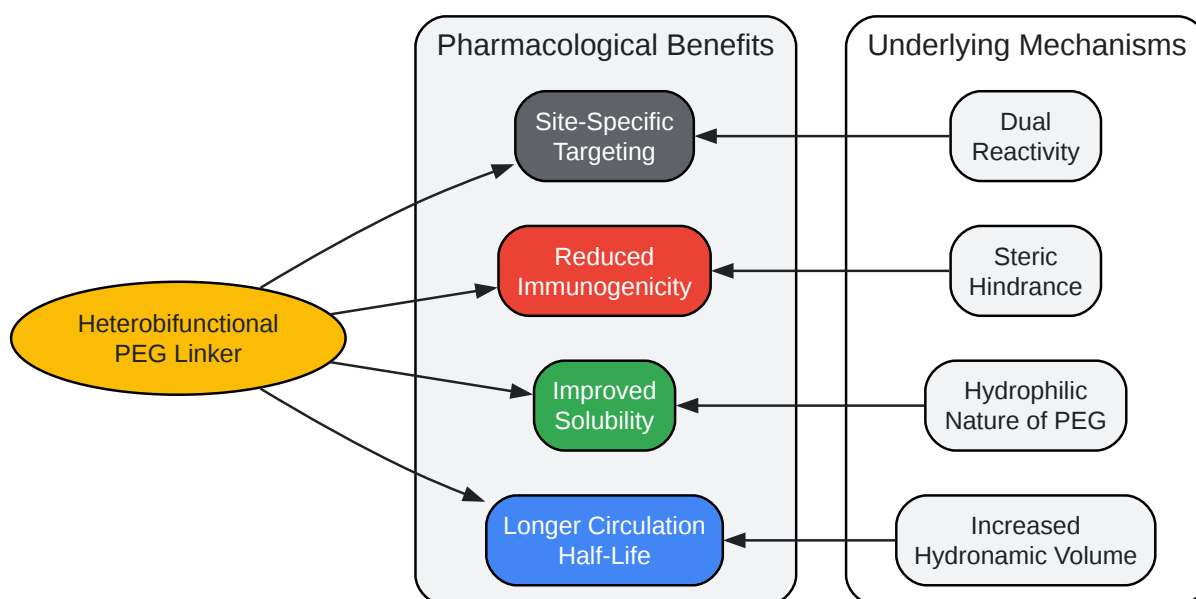 Pharmacological Benefits
Underlying Mechanisms
Site-Specific
Targeting
Dual
Reactivity
Reduced
Immunogenicity
Steric
Hindrance
Heterobifunctional
PEG Linker
Improved
Solubility
Hydrophilic
Nature of PEG
Longer Circulation
Half-Life
Increased
Hydronamic Volume